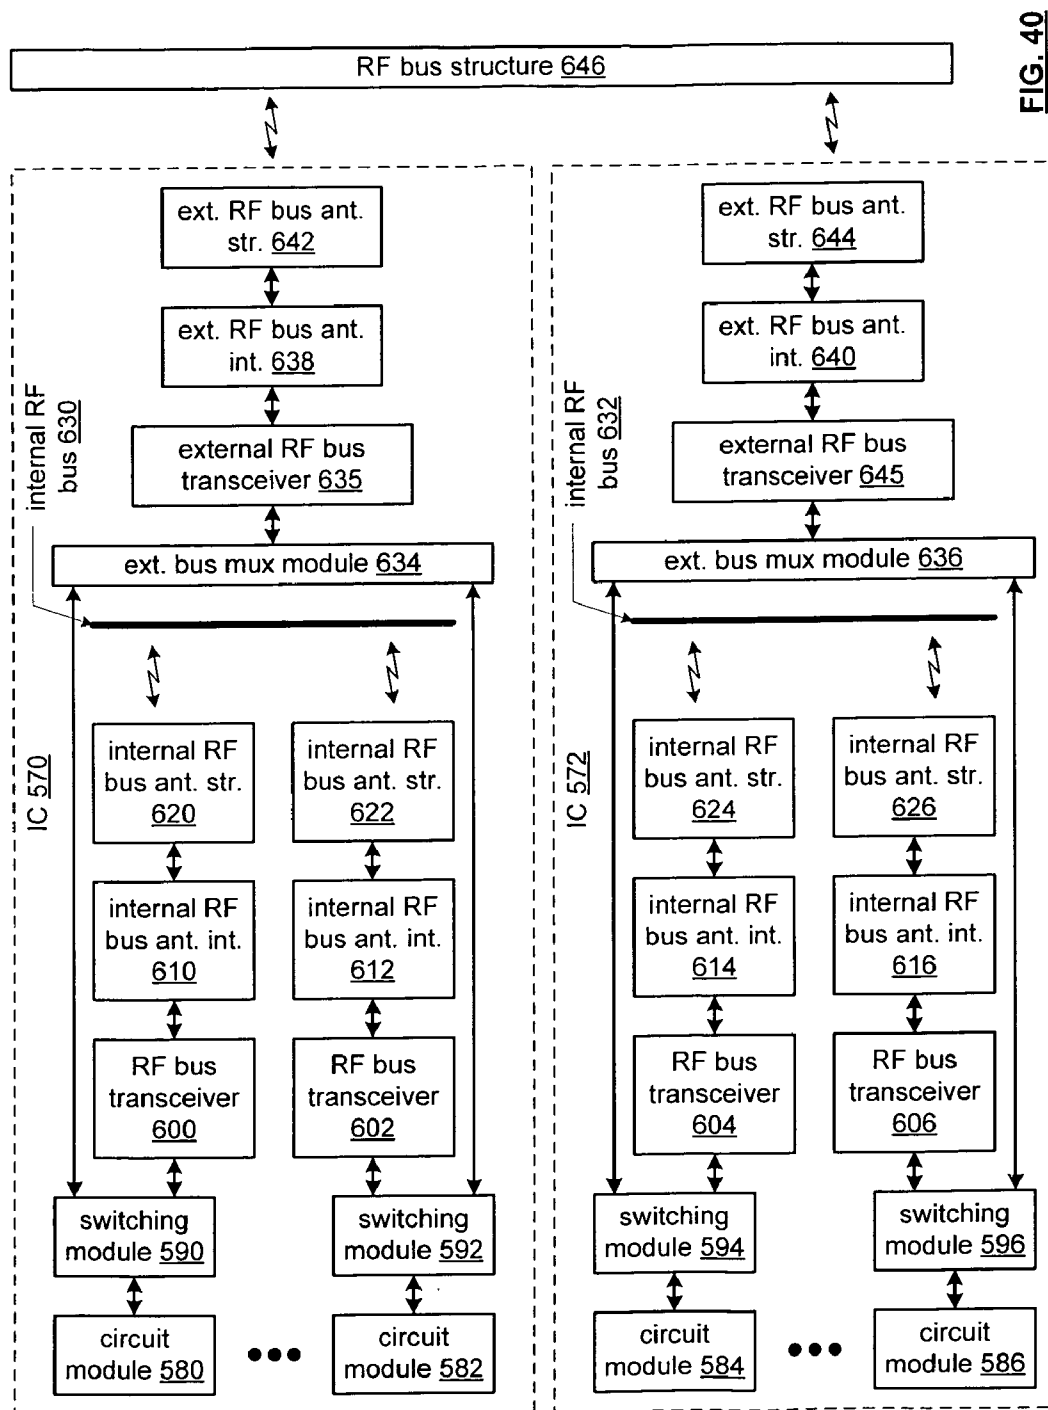 FIG. 40
RF bus structure 646
ext. RF bus ant.
str. 642
ext. RF bus ant.
str. 644
ext. RF bus ant.
int. 638
ext. RF bus ant.
int. 640
internal RF
bus 630
internal RF
bus 632
external RF bus
transceiver 635
external RF bus
transceiver 645
ext. bus mux module 634
ext. bus mux module 636
IC 570
IC 572
internal RF
bus ant. str.
620
internal RF
bus ant. str.
622
internal RF
bus ant. str.
624
internal RF
bus ant. str.
626
internal RF
bus ant. int.
610
internal RF
bus ant. int.
612
internal RF
bus ant. int.
614
internal RF
bus ant. int.
616
RF bus
transceiver
600
RF bus
transceiver
602
RF bus
transceiver
604
RF bus
transceiver
606
switching
module 590
switching
module 592
switching
module 594
switching
module 596
circuit
module 580
circuit
module 582
circuit
module 584
circuit
module 586